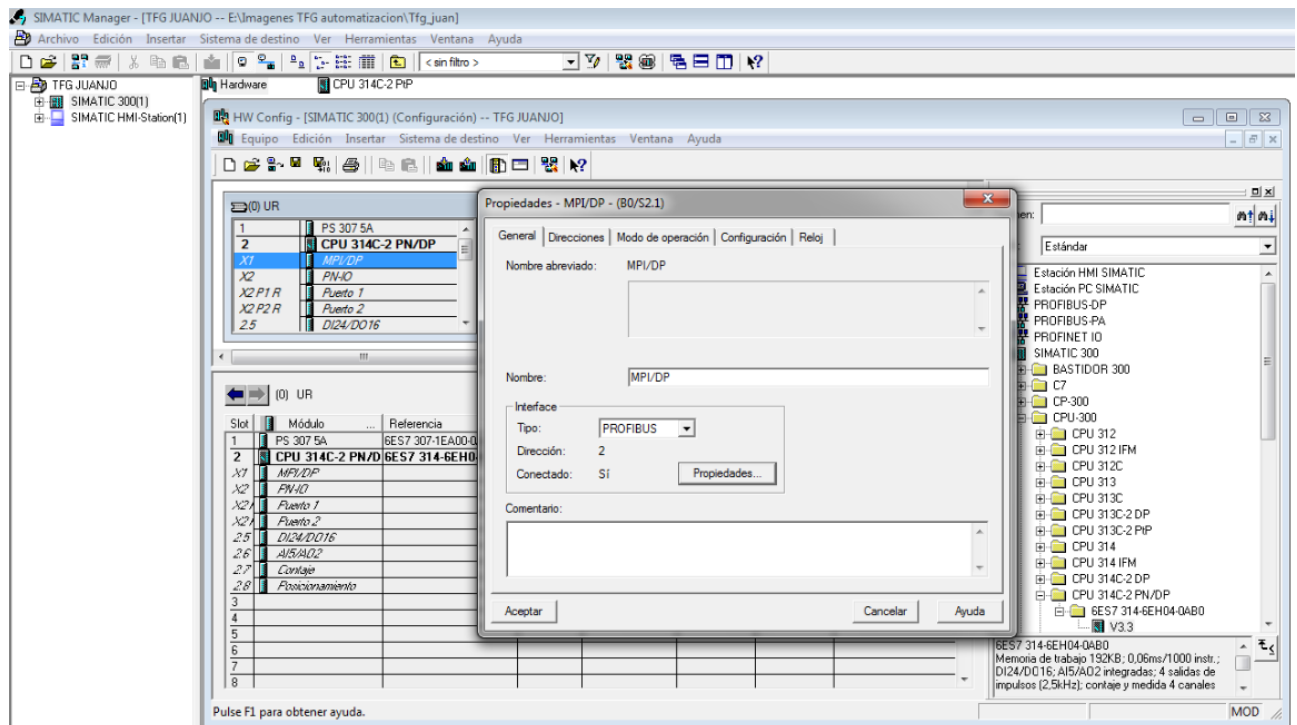 SIMATIC Manager - [TFG JUANJO -- E:\Imagenes TFG automatizacion\Tfg_juan]
Archivo Edición Insertar Sistema de destino Ver Herramientas Ventana Ayuda
< sin filtro >
TFG JUANJO
SIMATIC 300(1)
SIMATIC HMI-Station(1)
Hardware CPU 314C-2 PtP
HW Config - [SIMATIC 300(1) (Configuración) -- TFG JUANJO]
Equipo Edición Insertar Sistema de destino Ver Herramientas Ventana Ayuda
(0) UR
1 PS 307 5A
2 CPU 314C-2 PN/DP
X1 MPI/DP
X2 PN-IO
X2 P1 R Puerto 1
X2 P2 R Puerto 2
2.5 DI24/DO16
(0) UR
Slot Módulo ... Referencia
1 PS 307 5A 6ES7 307-1EA00-0
2 CPU 314C-2 PN/D 6ES7 314-6EH0
X1 MPI/DP
X2 PN-IO
X2 Puerto 1
X2 Puerto 2
2.5 DI24/DO16
2.6 AI5/AO2
2.7 Contaje
2.8 Posicionamiento
3
4
5
6
7
8
Propiedades - MPI/DP - (B0/S2.1)
General Direcciones Modo de operación Configuración Reloj
Nombre abreviado: MPI/DP
Nombre: MPI/DP
Interface
Tipo: PROFIBUS
Dirección: 2
Conectado: Sí Propiedades...
Comentario:
Aceptar Cancelar Ayuda
en:
Estándar
Estación HMI SIMATIC
Estación PC SIMATIC
PROFIBUS-DP
PROFIBUS-PA
PROFINET IO
SIMATIC 300
BASTIDOR 300
C7
CP-300
CPU-300
CPU 312
CPU 312 IFM
CPU 312C
CPU 313
CPU 313C
CPU 313C-2 DP
CPU 313C-2 PtP
CPU 314
CPU 314 IFM
CPU 314C-2 DP
CPU 314C-2 PN/DP
6ES7 314-6EH04-0AB0
V3.3
6ES7 314-6EH04-0AB0
Memoria de trabajo 192KB; 0,06ms/1000 instr.;
DI24/DO16; AI5/AO2 integradas; 4 salidas de
impulsos (2,5kHz); contaje y medida 4 canales
Pulse F1 para obtener ayuda.
MOD